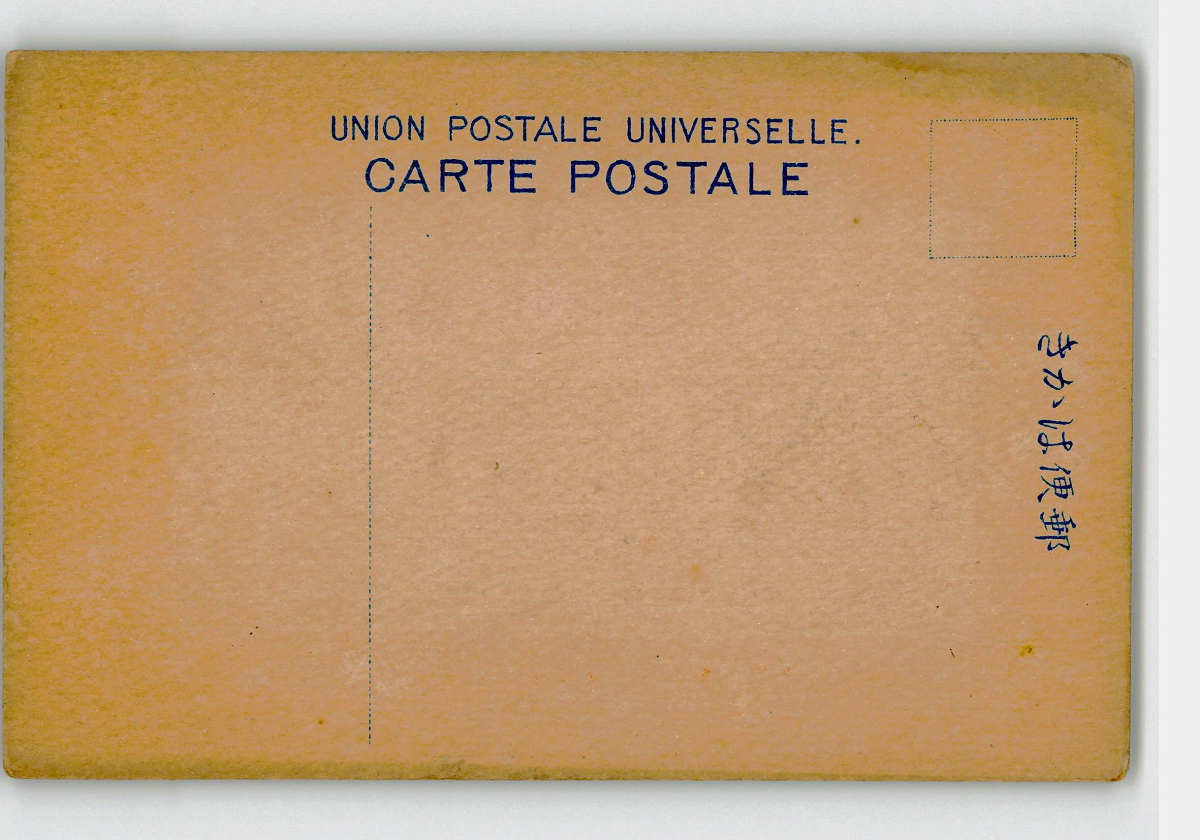 UNION POSTALE UNIVERSELLE.
CARTE POSTALE
郵便はかき